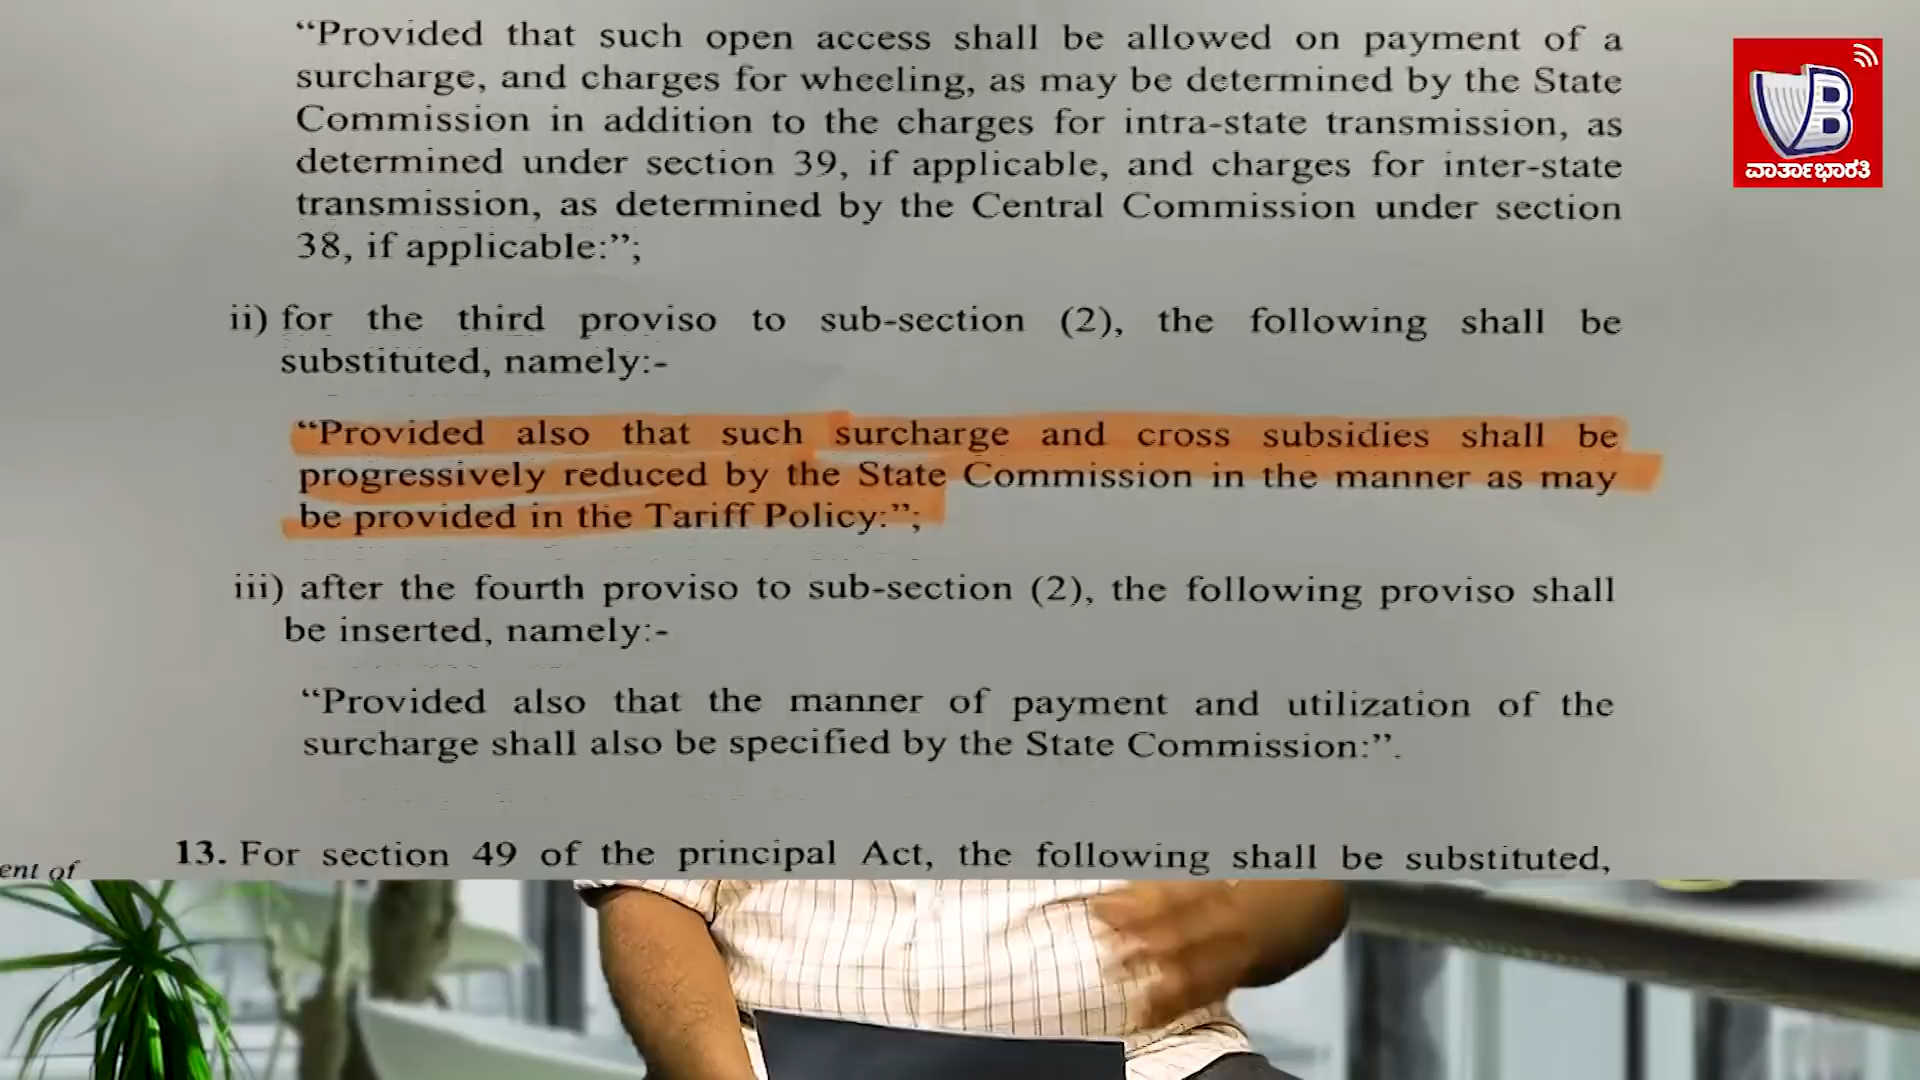 “Provided that such open access shall be allowed on payment of a
surcharge, and charges for wheeling, as may be determined by the State
Commission in addition to the charges for intra-state transmission, as
determined under section 39, if applicable, and charges for inter-state
transmission, as determined by the Central Commission under section
38, if applicable:”;
ii) for the third proviso to sub-section (2), the following shall be
substituted, namely:-
“Provided also that such surcharge and cross subsidies shall be
progressively reduced by the State Commission in the manner as may
be provided in the Tariff Policy:”;
iii) after the fourth proviso to sub-section (2), the following proviso shall
be inserted, namely:-
“Provided also that the manner of payment and utilization of the
surcharge shall also be specified by the State Commission:”.
13. For section 49 of the principal Act, the following shall be substituted,
ent of
VB
ವಾರ್ತಾಭಾರತಿ